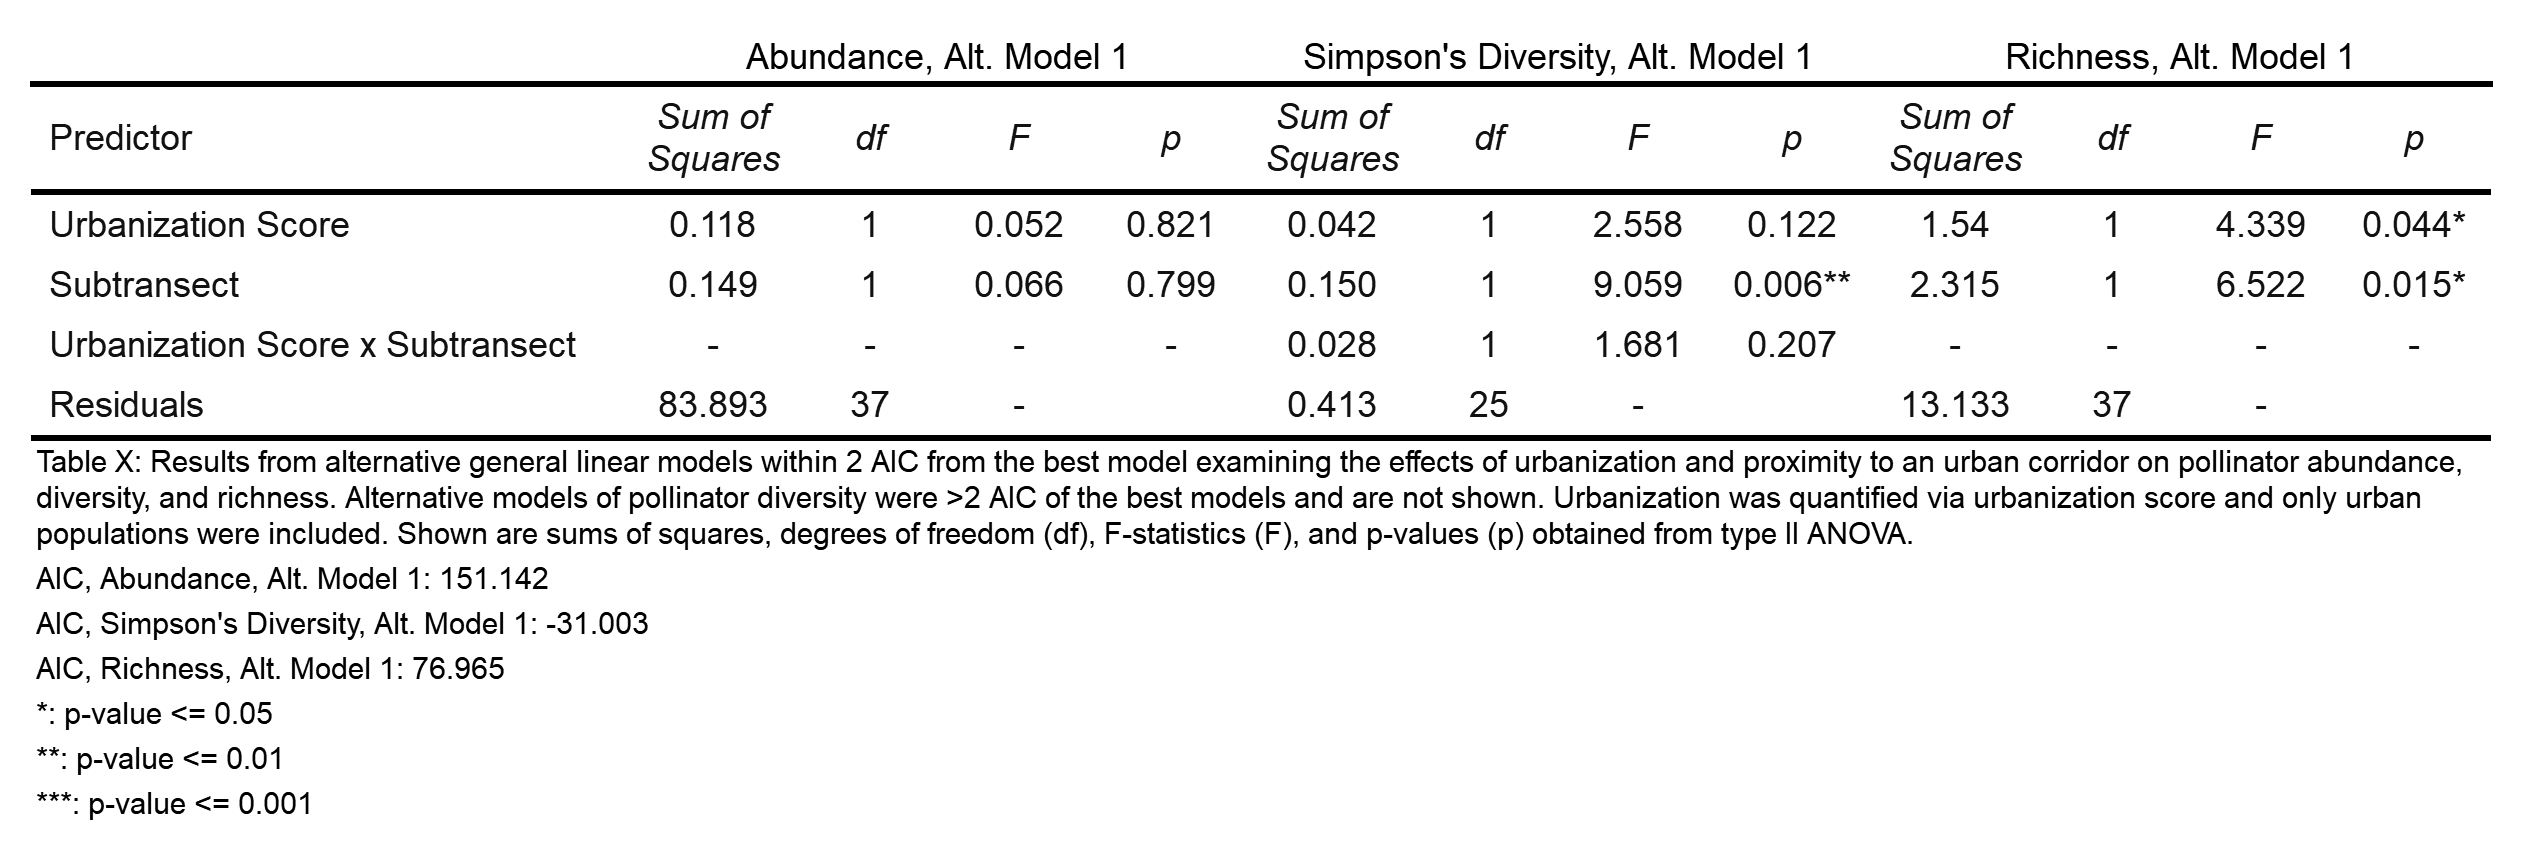 Abundance, Alt. Model 1 Simpson's Diversity, Alt. Model 1 Richness, Alt. Model 1
Predictor Sum of Squares df F p Sum of Squares df F p Sum of Squares df F p
Urbanization Score 0.118 1 0.052 0.821 0.042 1 2.558 0.122 1.54 1 4.339 0.044*
Subtransect 0.149 1 0.066 0.799 0.150 1 9.059 0.006** 2.315 1 6.522 0.015*
Urbanization Score x Subtransect - - - - 0.028 1 1.681 0.207 - - - -
Residuals 83.893 37 - 0.413 25 - 13.133 37 -
Table X: Results from alternative general linear models within 2 AIC from the best model examining the effects of urbanization and proximity to an urban corridor on pollinator abundance,
diversity, and richness. Alternative models of pollinator diversity were >2 AIC of the best models and are not shown. Urbanization was quantified via urbanization score and only urban
populations were included. Shown are sums of squares, degrees of freedom (df), F-statistics (F), and p-values (p) obtained from type II ANOVA.
AIC, Abundance, Alt. Model 1: 151.142
AIC, Simpson's Diversity, Alt. Model 1: -31.003
AIC, Richness, Alt. Model 1: 76.965
*: p-value <= 0.05
**: p-value <= 0.01
***: p-value <= 0.001